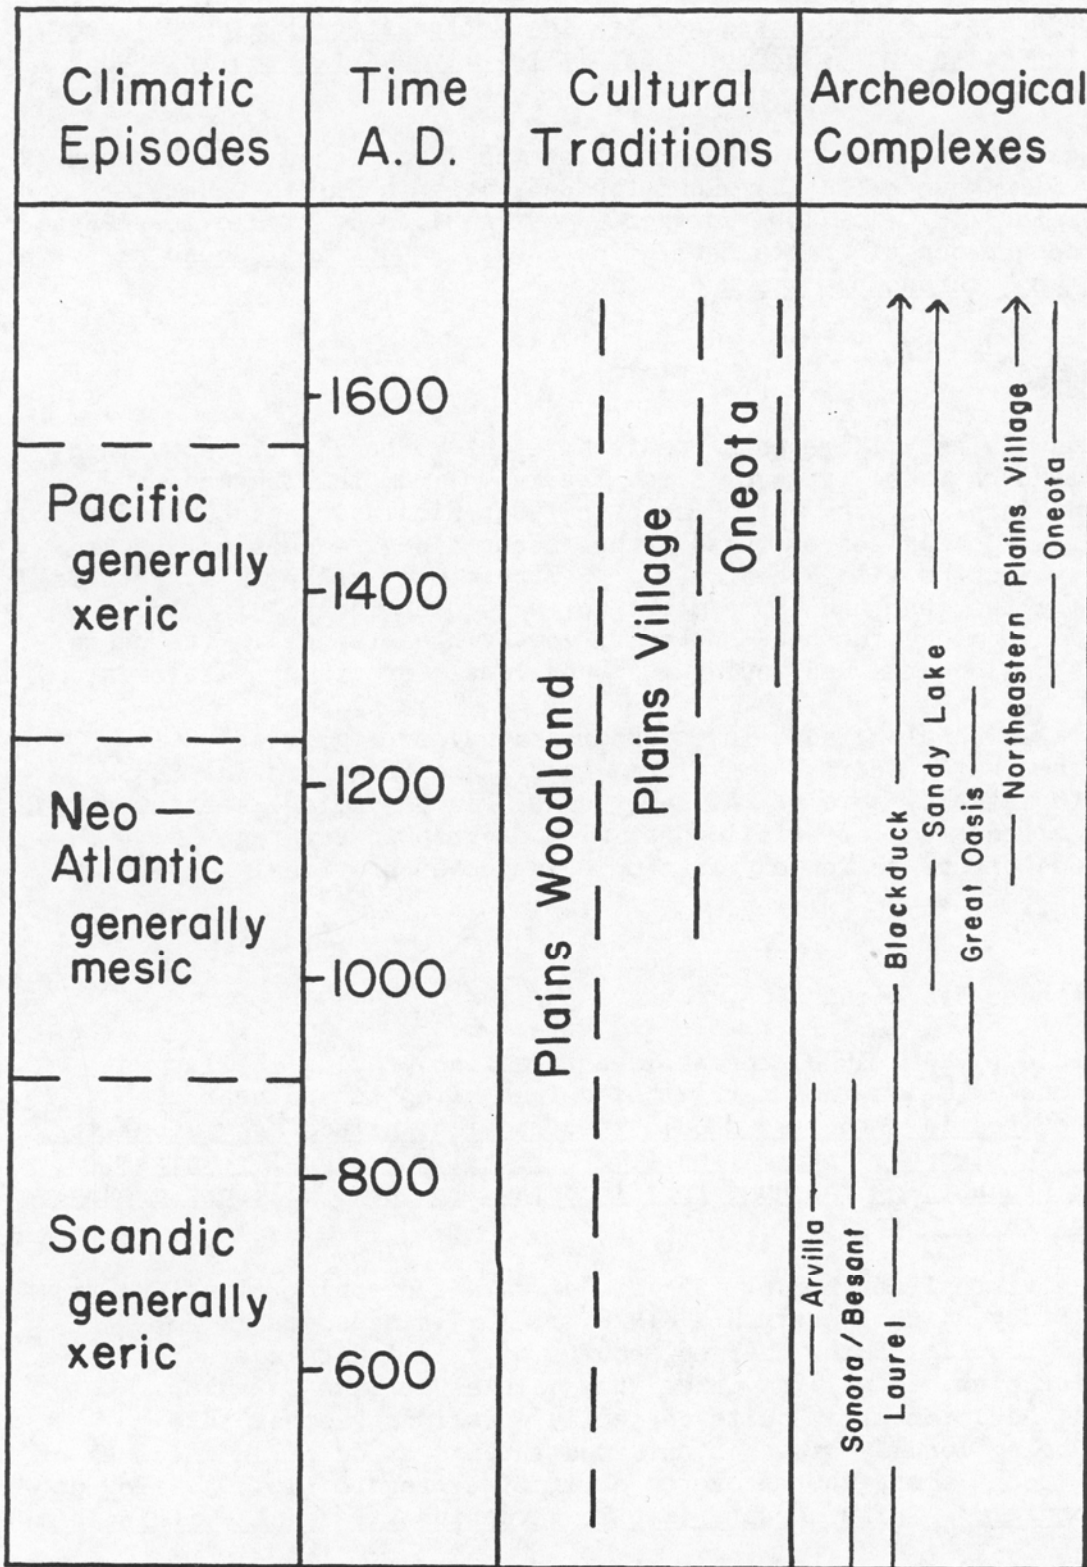 Climatic
Episodes
Time
A.D.
Cultural
Traditions
Archeological
Complexes
1600
1400
1200
1000
800
600
Pacific
generally
xeric
Neo —
Atlantic
generally
mesic
Scandic
generally
xeric
Plains Woodland
Plains Village
Oneota
Arvilla
Sonota / Besant
Laurel
Blackduck
Sandy Lake
Great Oasis
Northeastern Plains Village
Oneota